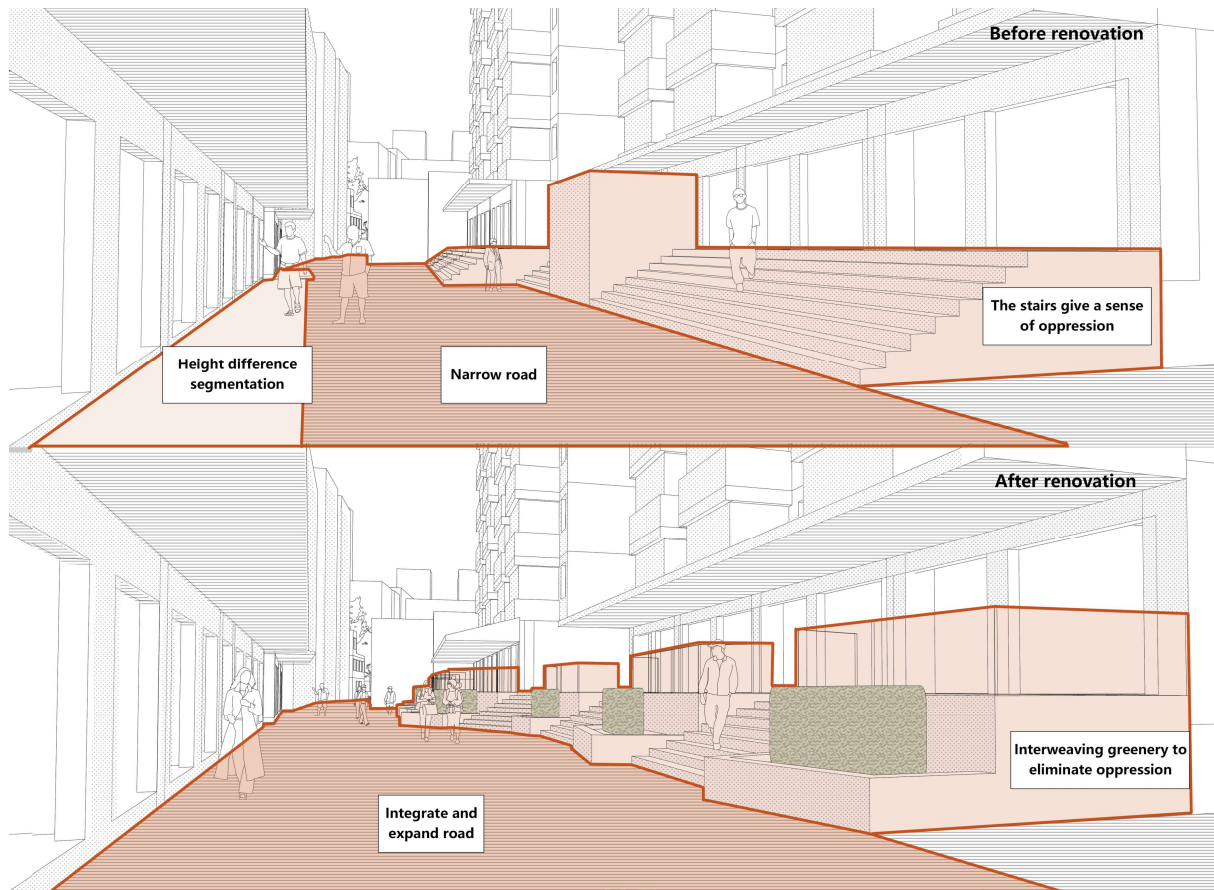 Before renovation
The stairs give a sense
of oppression
Height difference
segmentation
Narrow road
After renovation
Interweaving greenery to
eliminate oppression
Integrate and
expand road